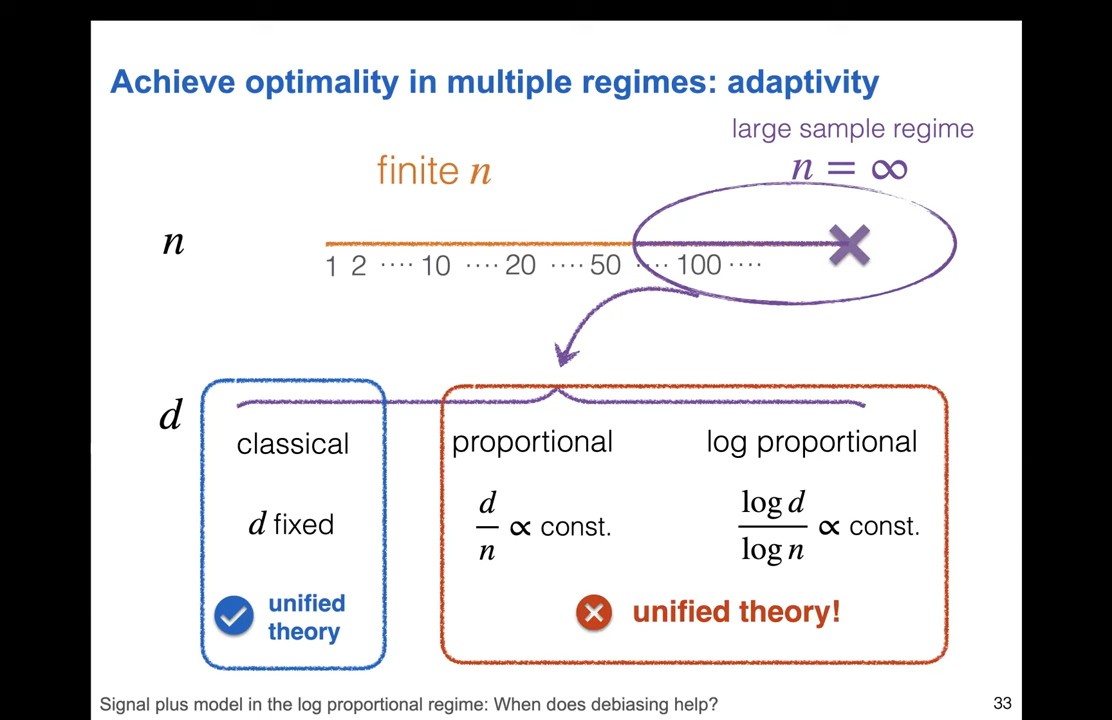 Achieve optimality in multiple regimes: adaptivity
large sample regime
finite n
n = ∞
n
1 2 ···· 10 ···· 20 ···· 50 ···· 100 ····
d
classical
proportional
log proportional
d fixed
d/n ∝ const.
log d/log n ∝ const.
unified
theory
unified theory!
Signal plus model in the log proportional regime: When does debiasing help?
33